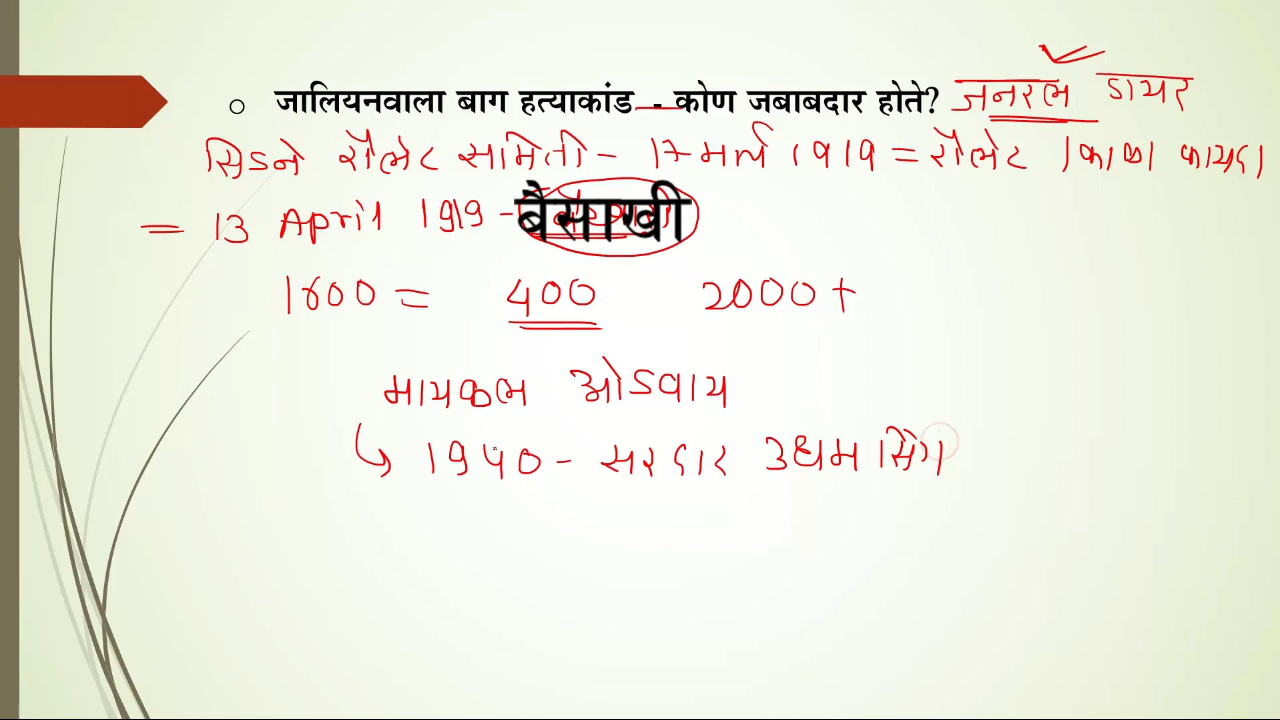 जालियनवाला बाग हत्याकांड - कोण जबाबदार होते? जनरल डायर
सिडने रौलेट समिती - 17 मार्च 1919 = रौलेट काळा कायदा
= 13 April 1919 - बैसाखी
1600 = 400 2000 +
मायकल ओडवाय
↳ 1940 - सरदार उधम सिंग